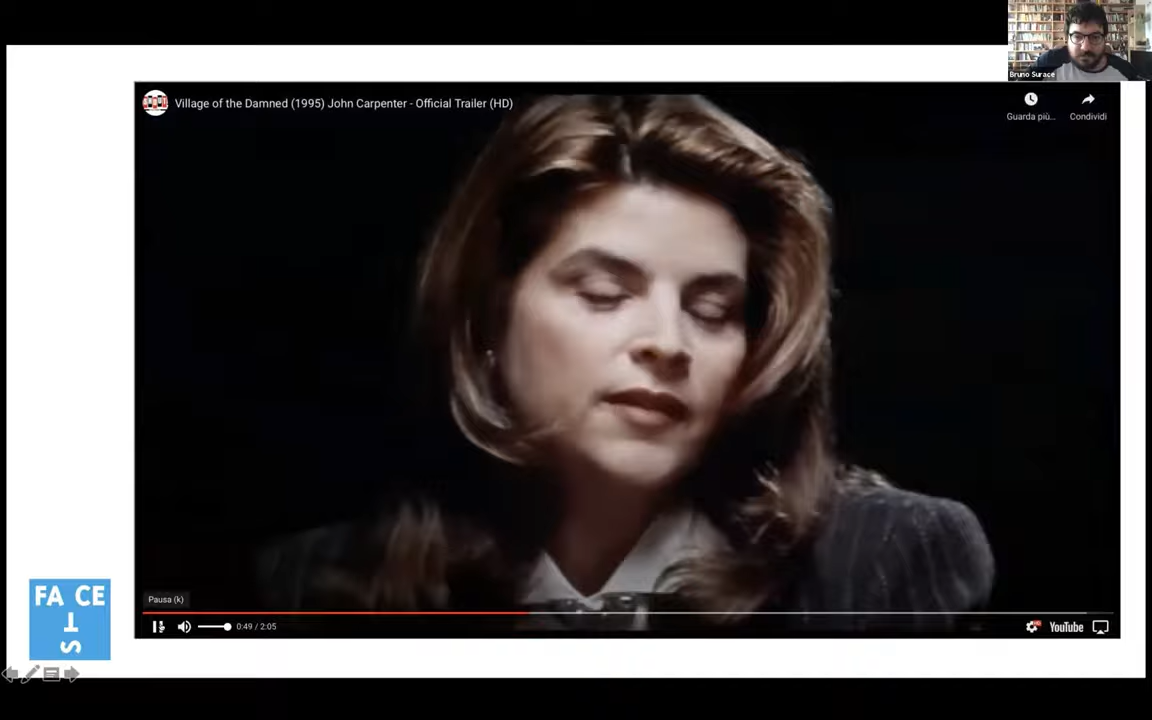 Bruno Surace
Village of the Damned (1995) John Carpenter - Official Trailer (HD)
Guarda più...
Condividi
Pausa (k)
0:49 / 2:05
YouTube
FA CE
T
S